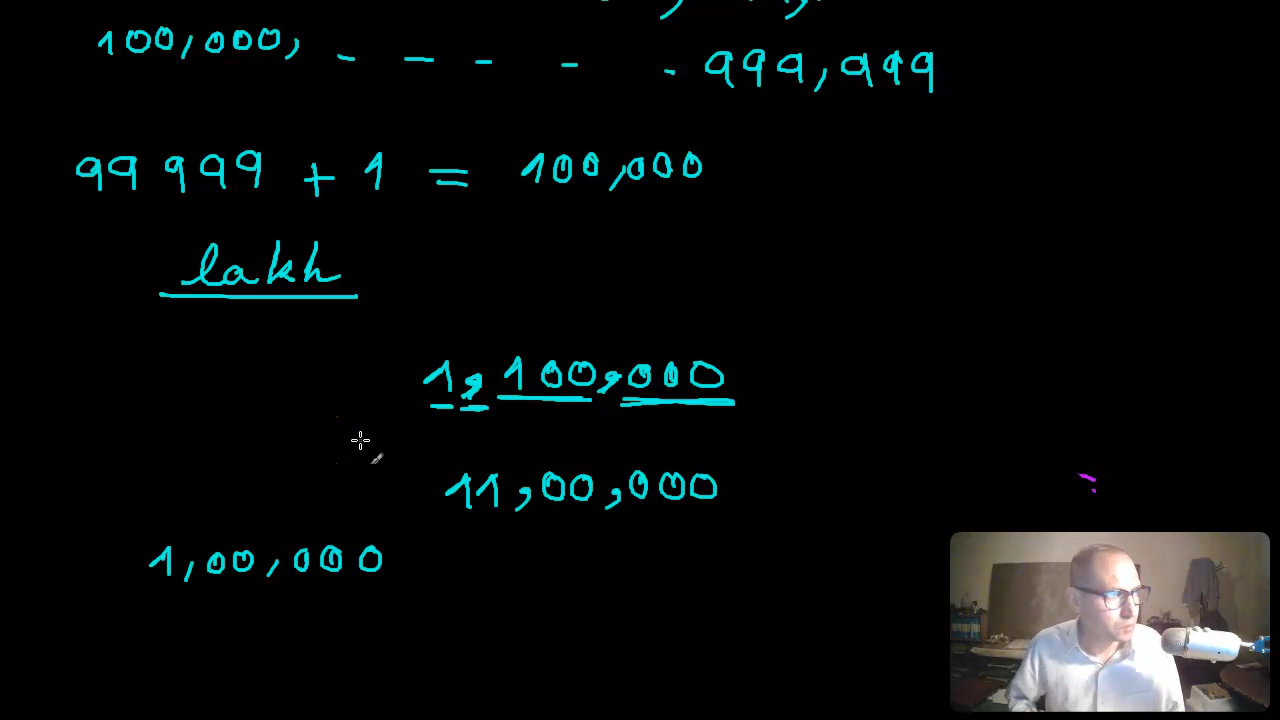 100,000, - - - - - 999,999
99 999 + 1 = 100,000
lakh
1,100,000
11,00,000
1,00,000